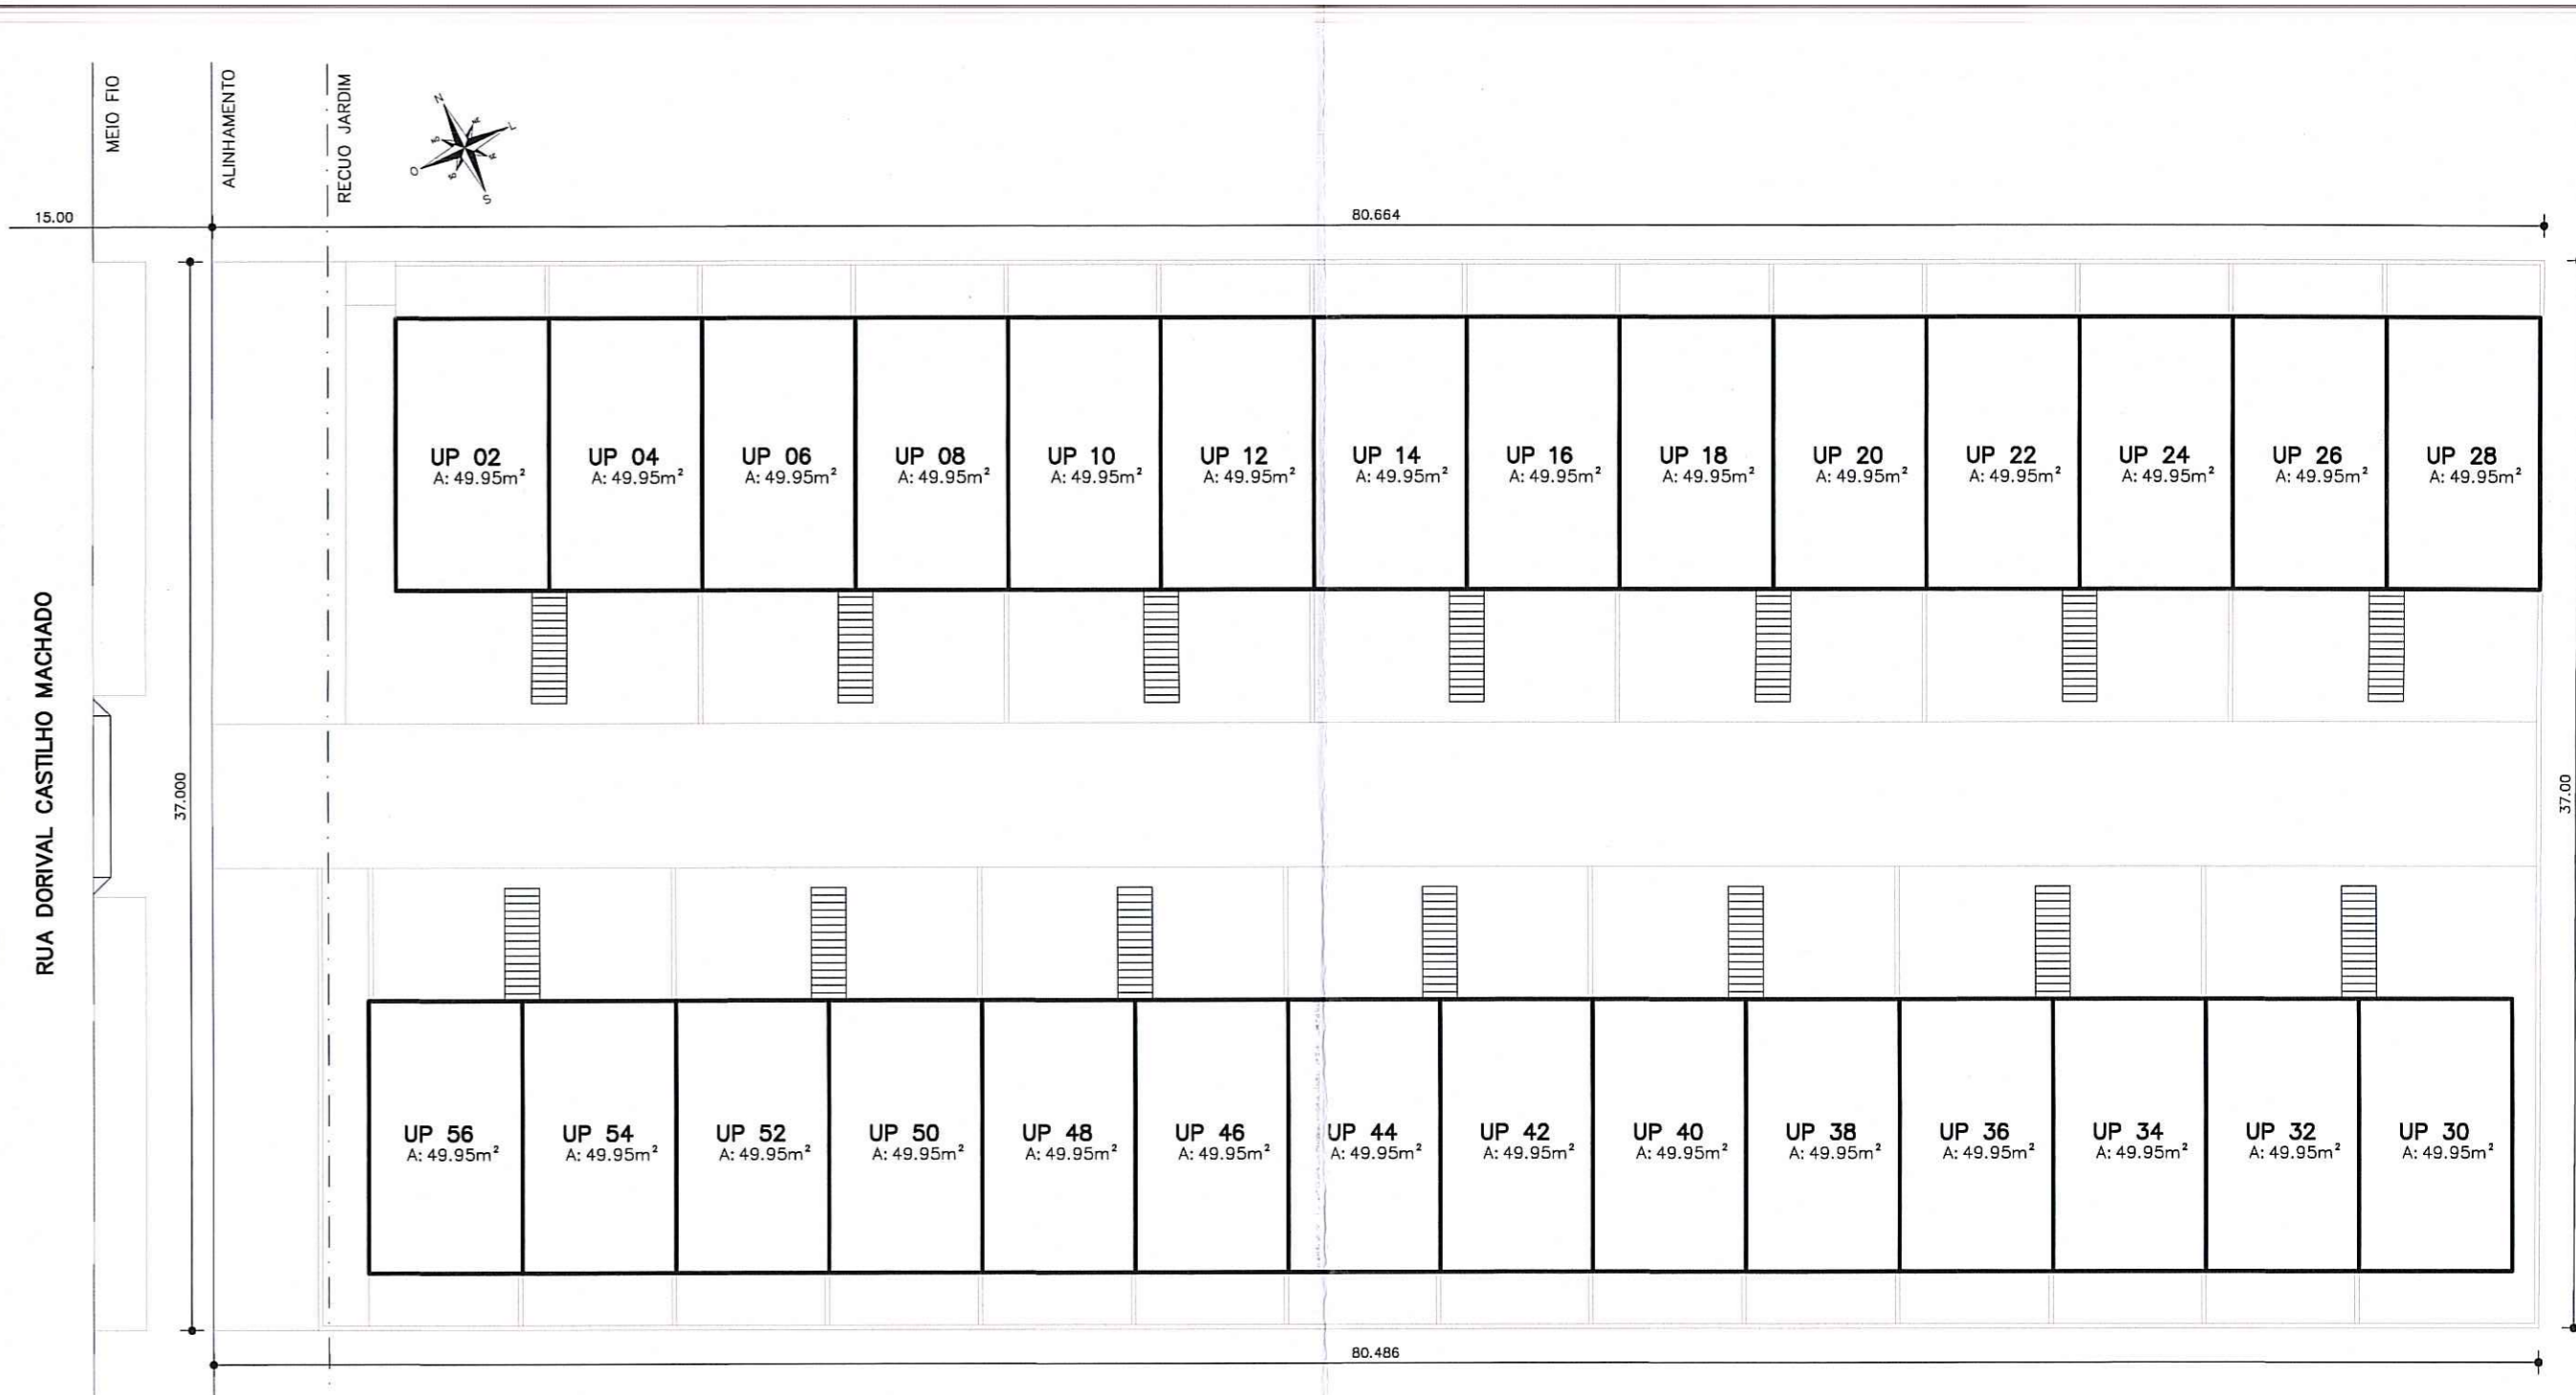 MEIO FIO
ALINHAMENTO
RECUO JARDIM
N
L
O
S
15.00
80.664
RUA DORIVAL CASTILHO MACHADO
37.000
37.00
UP 02
A: 49.95m²
UP 04
A: 49.95m²
UP 06
A: 49.95m²
UP 08
A: 49.95m²
UP 10
A: 49.95m²
UP 12
A: 49.95m²
UP 14
A: 49.95m²
UP 16
A: 49.95m²
UP 18
A: 49.95m²
UP 20
A: 49.95m²
UP 22
A: 49.95m²
UP 24
A: 49.95m²
UP 26
A: 49.95m²
UP 28
A: 49.95m²
UP 56
A: 49.95m²
UP 54
A: 49.95m²
UP 52
A: 49.95m²
UP 50
A: 49.95m²
UP 48
A: 49.95m²
UP 46
A: 49.95m²
UP 44
A: 49.95m²
UP 42
A: 49.95m²
UP 40
A: 49.95m²
UP 38
A: 49.95m²
UP 36
A: 49.95m²
UP 34
A: 49.95m²
UP 32
A: 49.95m²
UP 30
A: 49.95m²
80.486